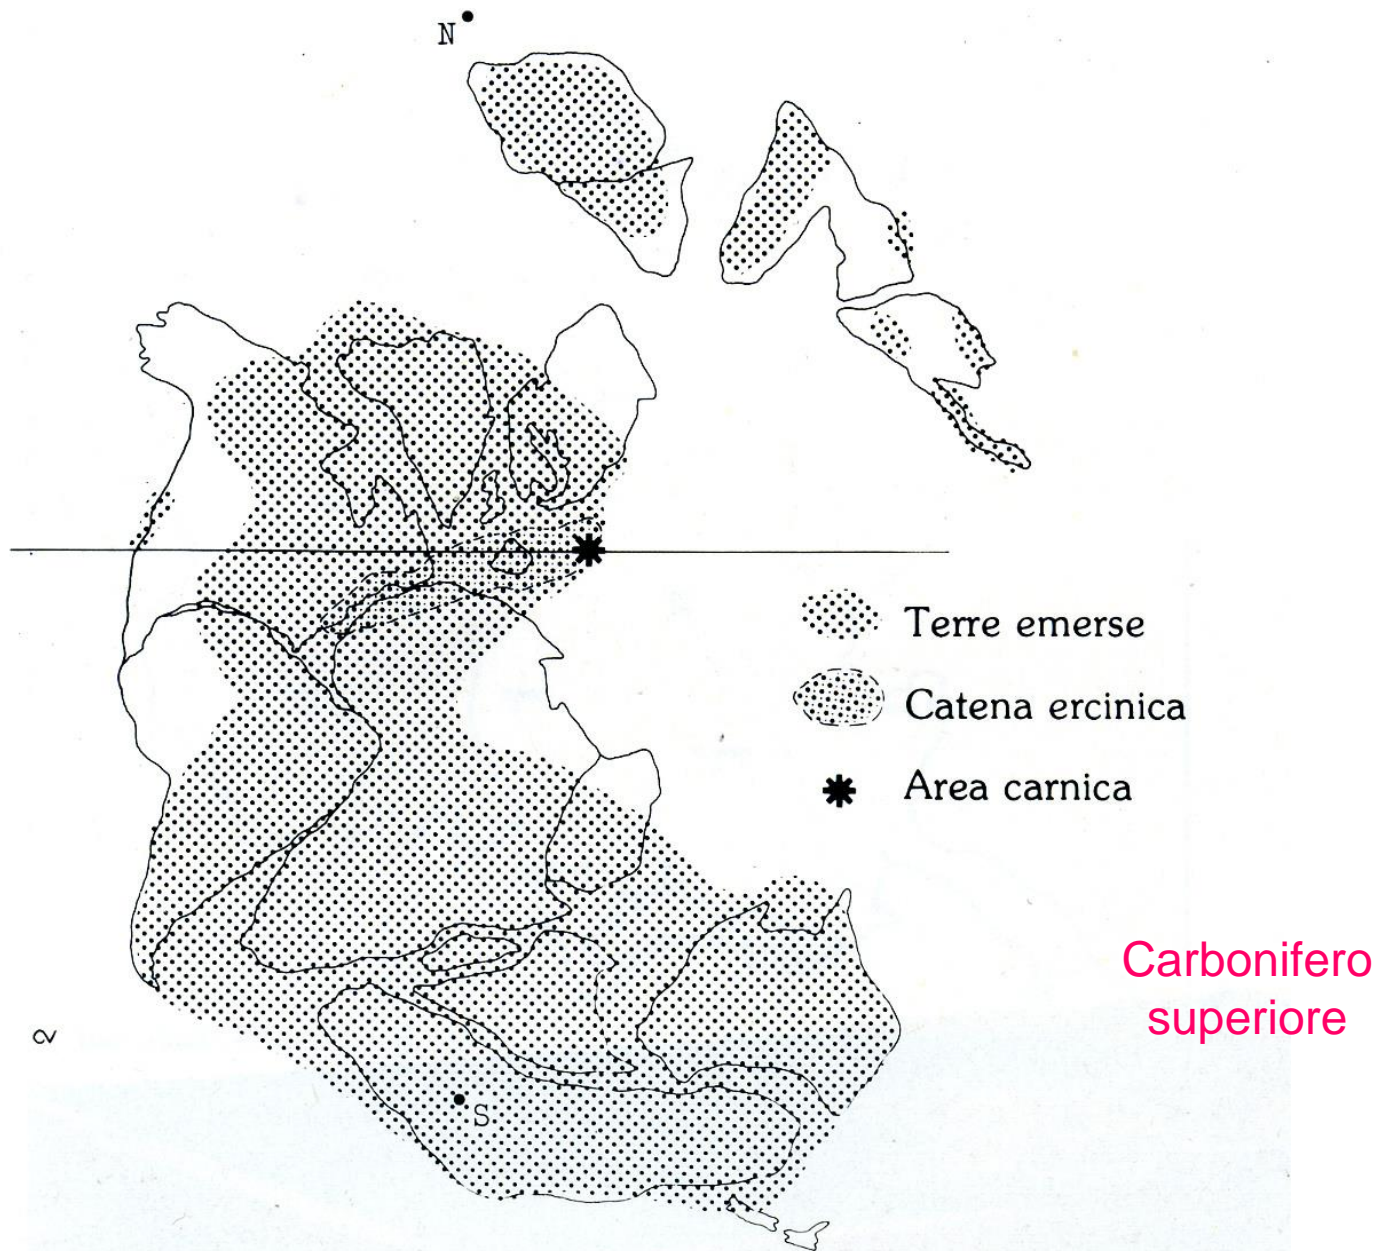 N
Terre emerse
Catena ercinica
Area carnica
Carbonifero
superiore
a
S